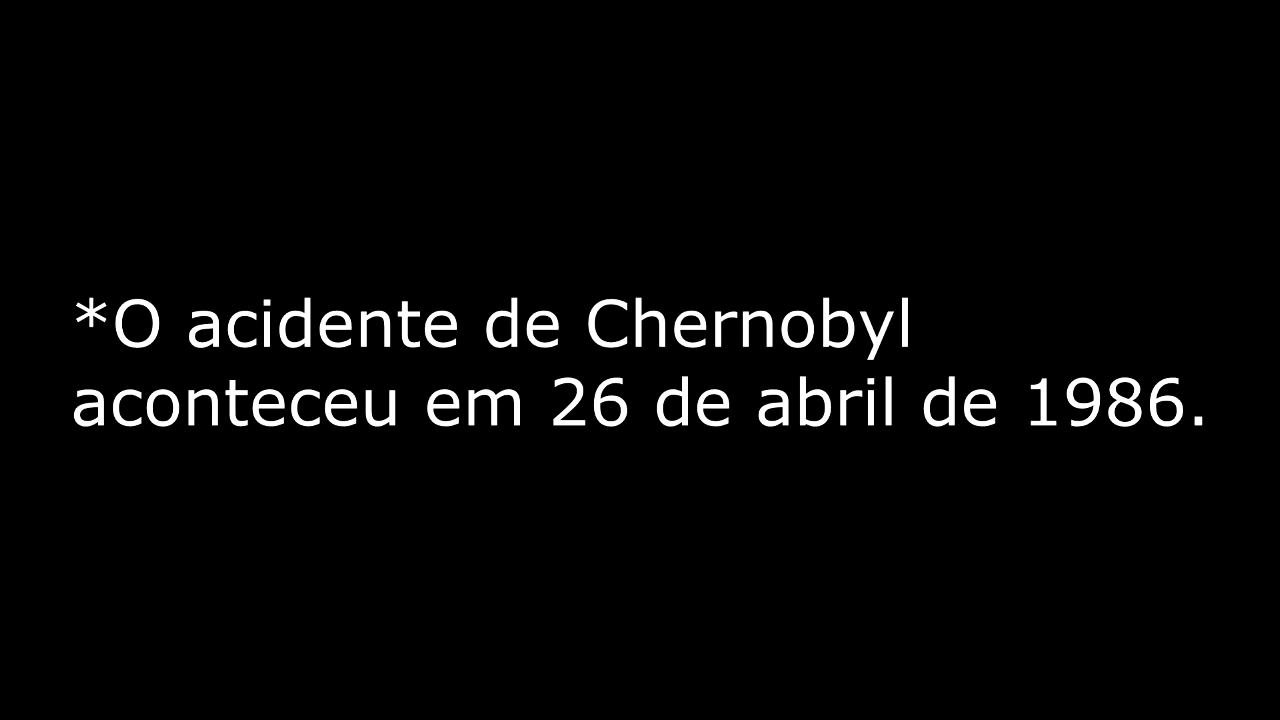 *O acidente de Chernobyl
aconteceu em 26 de abril de 1986.